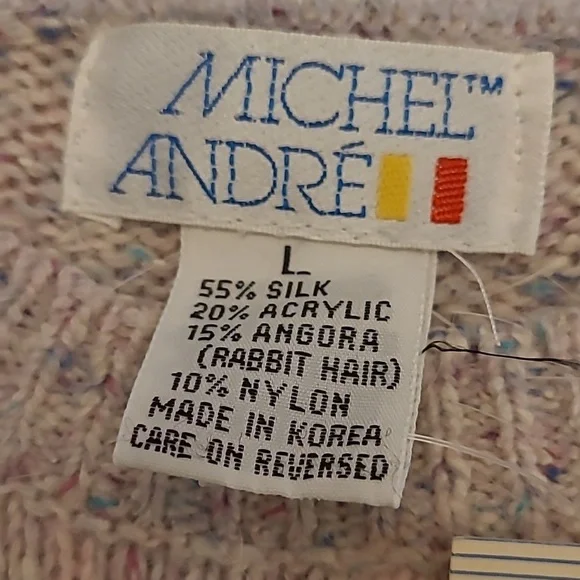 MICHEL™
ANDRÉ
L
55% SILK
20% ACRYLIC
15% ANGORA
(RABBIT HAIR)
10% NYLON
MADE IN KOREA
CARE ON REVERSED